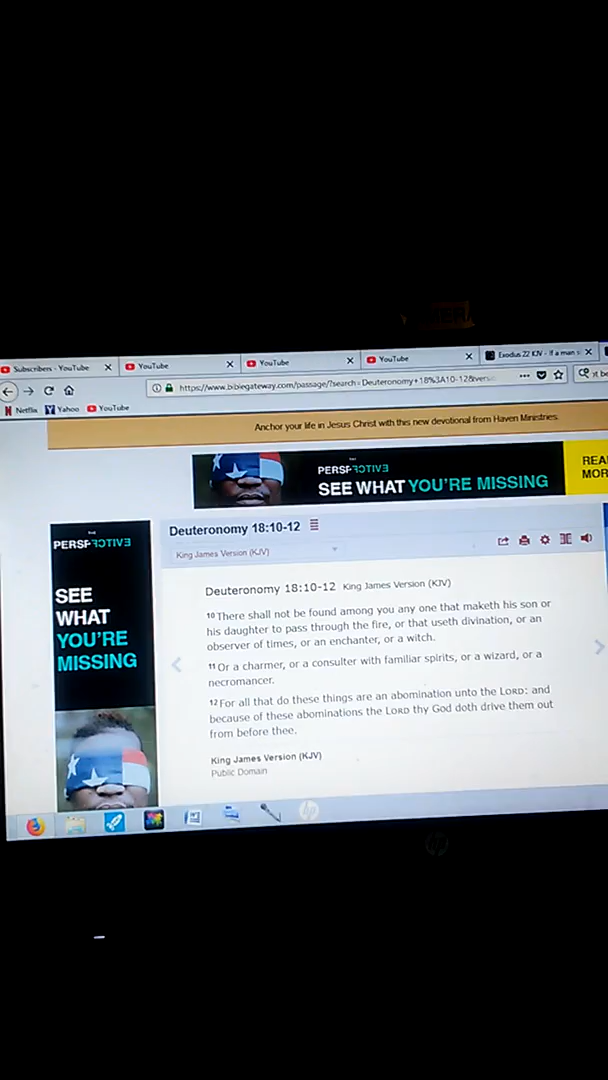 Subscribers - YouTube
YouTube
YouTube
YouTube
Exodus 22 KJV - If a man s
https://www.biblegateway.com/passage/?search=Deuteronomy+18%3A10-12&versi
Netflix Yahoo YouTube
Anchor your life in Jesus Christ with this new devotional from Haven Ministries.
THE
PERSPECTIVE
SEE WHAT YOU'RE MISSING
REA
MOR
THE
PERSPECTIVE
SEE
WHAT
YOU'RE
MISSING
Deuteronomy 18:10-12
King James Version (KJV)
Deuteronomy 18:10-12 King James Version (KJV)
10 There shall not be found among you any one that maketh his son or
his daughter to pass through the fire, or that useth divination, or an
observer of times, or an enchanter, or a witch.
11 Or a charmer, or a consulter with familiar spirits, or a wizard, or a
necromancer.
12 For all that do these things are an abomination unto the LORD: and
because of these abominations the LORD thy God doth drive them out
from before thee.
King James Version (KJV)
Public Domain
hp